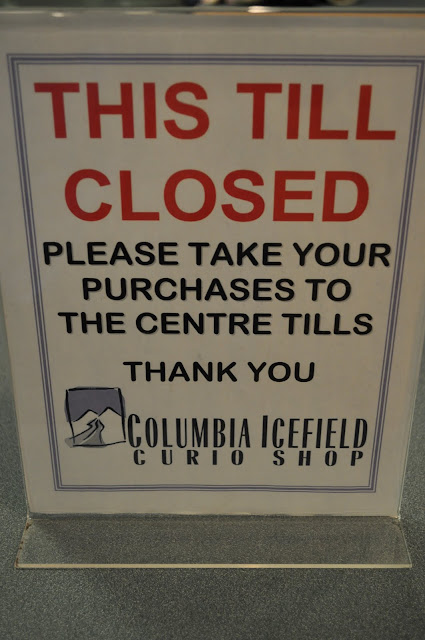 THIS TILL
CLOSED
PLEASE TAKE YOUR
PURCHASES TO
THE CENTRE TILLS
THANK YOU
COLUMBIA ICEFIELD
CURIO SHOP